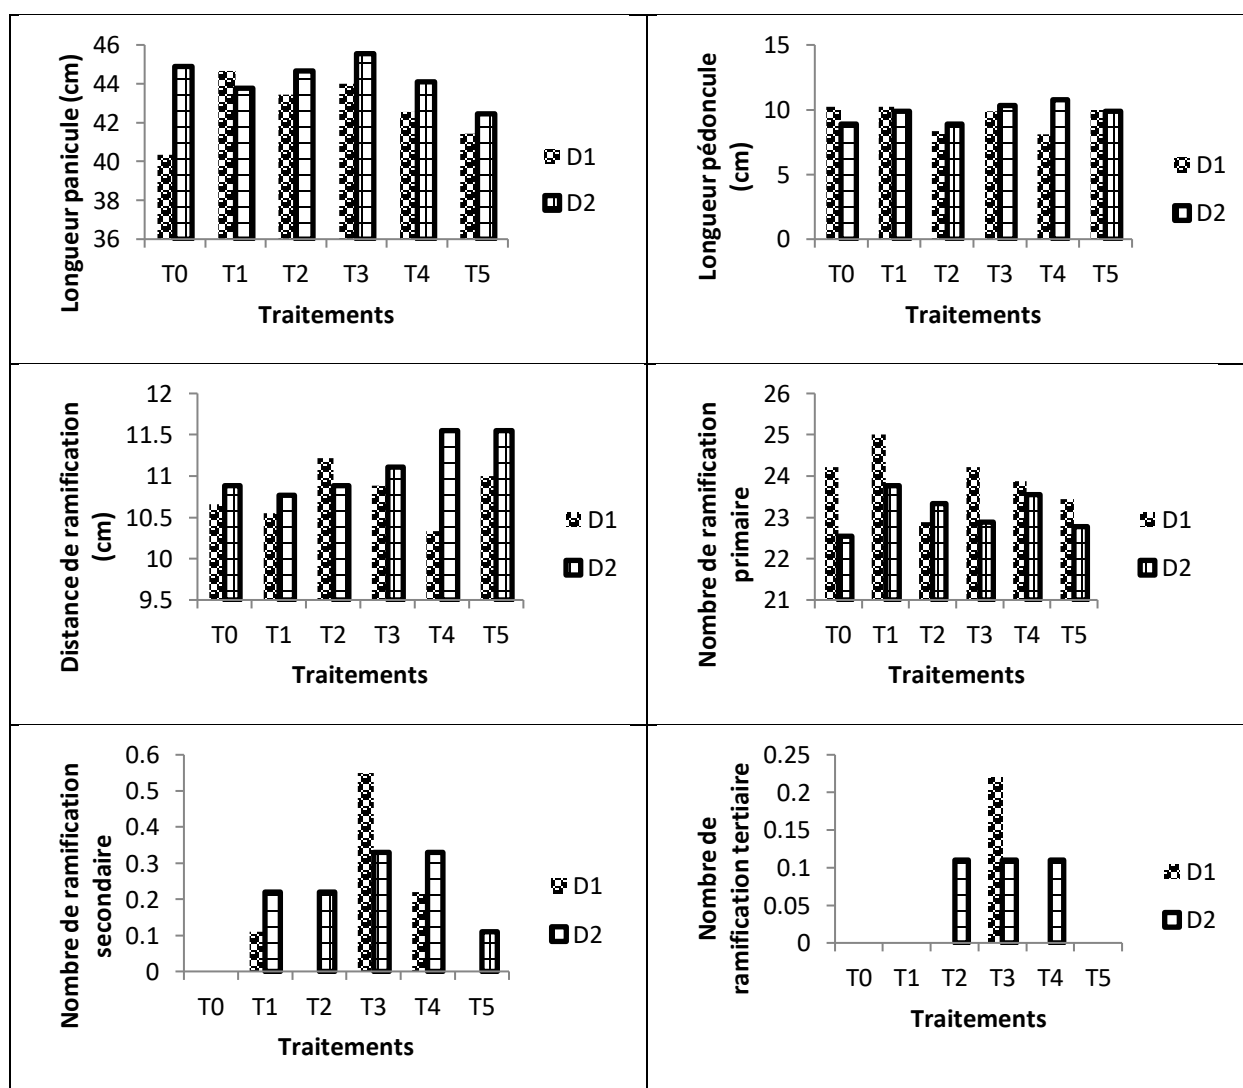 Longueur panicule (cm)
46
44
42
40
38
36
T0 T1 T2 T3 T4 T5
Traitements
D1
D2
Longueur pédoncule
(cm)
15
10
5
0
T0 T1 T2 T3 T4 T5
Traitements
D1
D2
Distance de ramification
(cm)
12
11.5
11
10.5
10
9.5
T0 T1 T2 T3 T4 T5
Traitements
D1
D2
Nombre de ramification
primaire
26
25
24
23
22
21
T0 T1 T2 T3 T4 T5
Traitements
D1
D2
Nombre de ramification
secondaire
0.6
0.5
0.4
0.3
0.2
0.1
0
T0 T1 T2 T3 T4 T5
Traitements
D1
D2
Nombre de
ramification tertiaire
0.25
0.2
0.15
0.1
0.05
0
T0 T1 T2 T3 T4 T5
Traitements
D1
D2